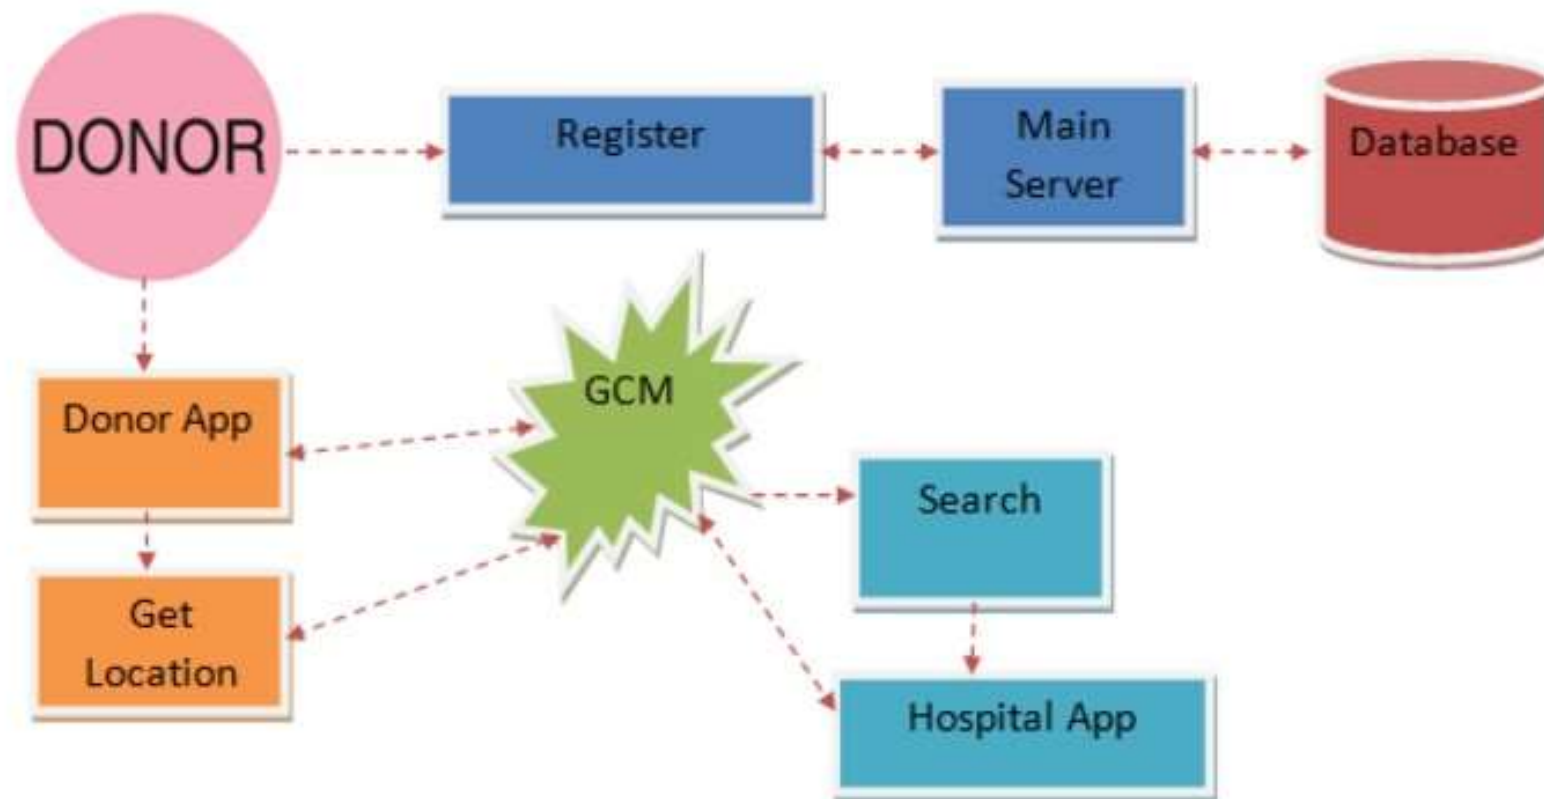 DONOR
Register
Main
Server
Database
GCM
Donor App
Search
Get
Location
Hospital App